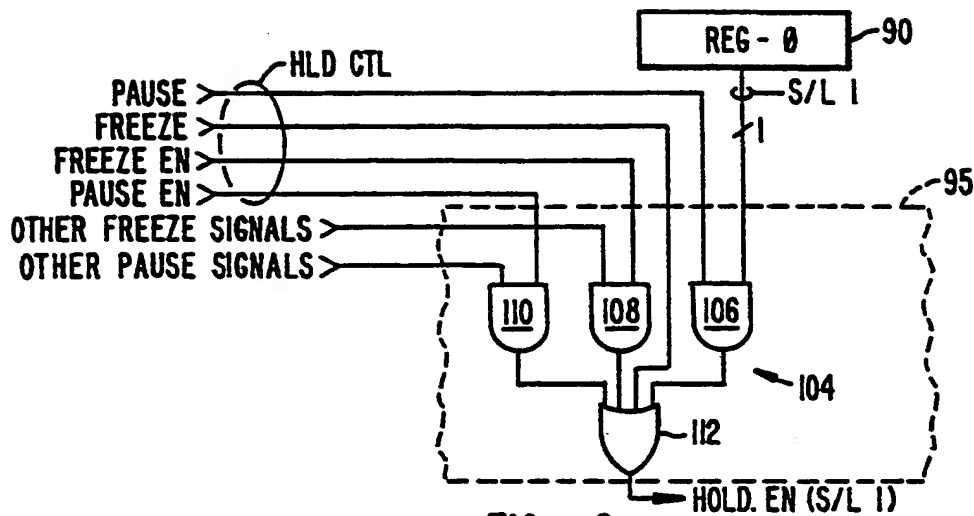 REG - 0
90
HLD CTL
S/L 1
PAUSE
FREEZE
1
FREEZE EN
PAUSE EN
95
OTHER FREEZE SIGNALS
OTHER PAUSE SIGNALS
110
108
106
104
112
HOLD. EN (S/L 1)